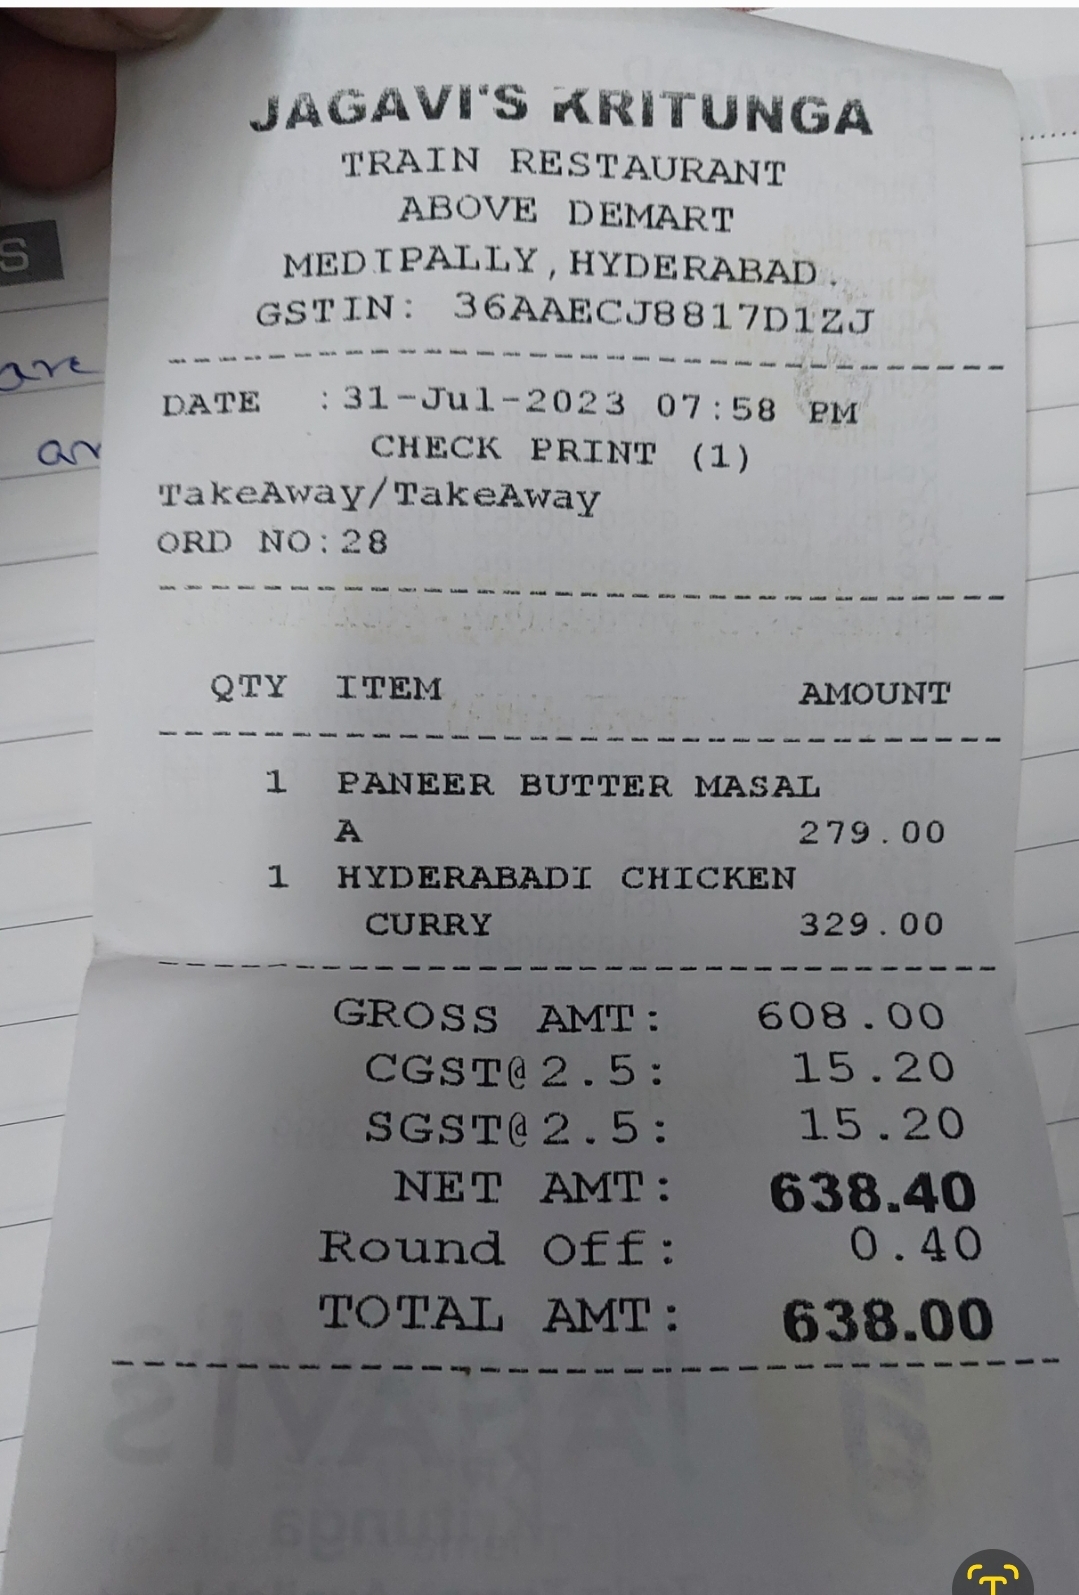 JAGAVI'S KRITUNGA
TRAIN RESTAURANT
ABOVE DEMART
MEDIPALLY,HYDERABAD.
GSTIN: 36AAECJ8817D1ZJ
DATE :31-Jul-2023 07:58 PM
CHECK PRINT (1)
TakeAway/TakeAway
ORD NO:28
QTY ITEM AMOUNT
1 PANEER BUTTER MASAL
A 279.00
1 HYDERABADI CHICKEN
CURRY 329.00
GROSS AMT: 608.00
CGST@2.5: 15.20
SGST@2.5: 15.20
NET AMT: 638.40
Round Off: 0.40
TOTAL AMT: 638.00
S
are